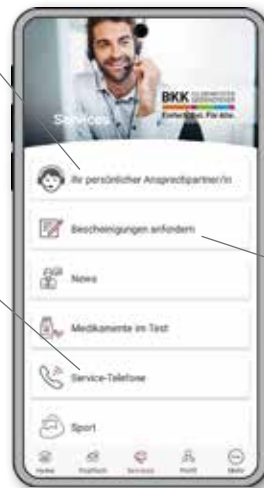 Services
BKK
Ihr persönlicher Ansprechpartner/in
Bescheinigungen anfordern
News
Medikamente im Test
Service-Telefone
Sport
Home
Postfach
Services
Profil
Mehr